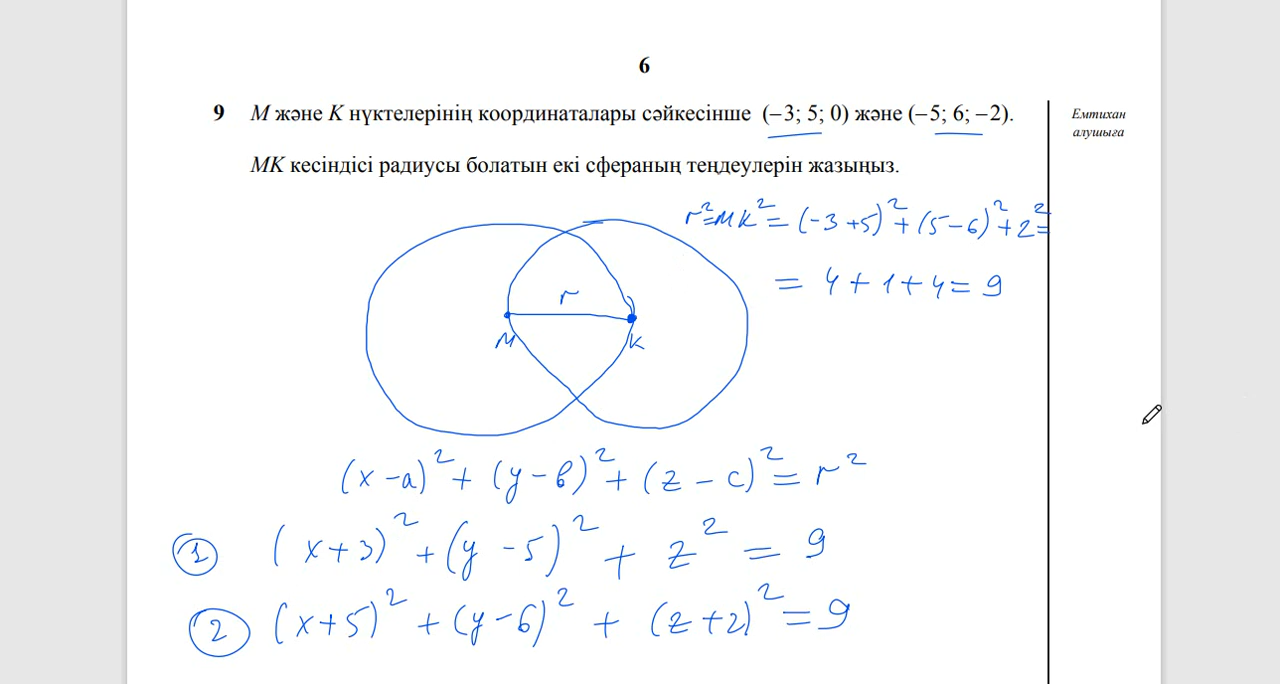 6
9 M және K нүктелерінің координаталары сәйкесінше (−3; 5; 0) және (−5; 6; −2).
Емтихан
алушыға
MK кесіндісі радиусы болатын екі сфераның теңдеулерін жазыңыз.
r²=MK²=(-3+5)²+(5-6)²+2²=
=4+1+4=9
r
M K
(x-a)²+(y-b)²+(z-c)²=r²
1 (x+3)²+(y-5)²+z²=9
2 (x+5)²+(y-6)²+(z+2)²=9